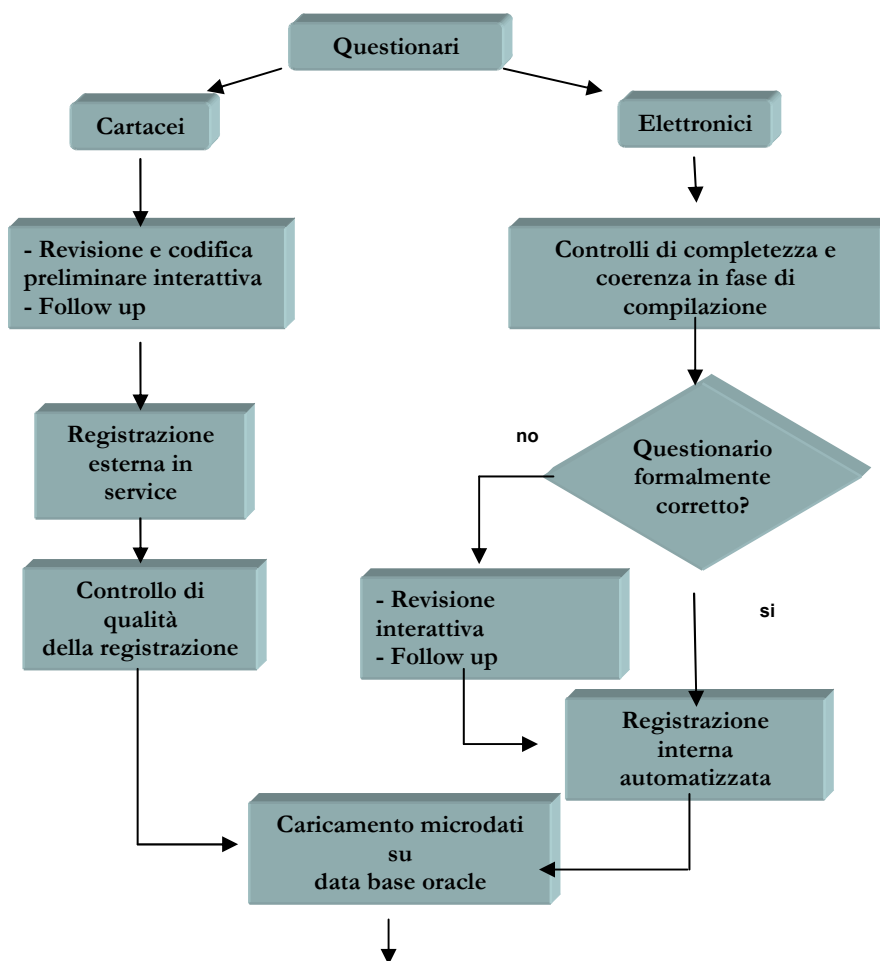 Questionari
Cartacei
Elettronici
- Revisione e codifica
preliminare interattiva
- Follow up
Controlli di completezza e
coerenza in fase di
compilazione
Registrazione
esterna in
service
no
Questionario
formalmente
corretto?
Controllo di
qualità
della registrazione
- Revisione
interattiva
- Follow up
si
Registrazione
interna
automatizzata
Caricamento microdati
su
data base oracle